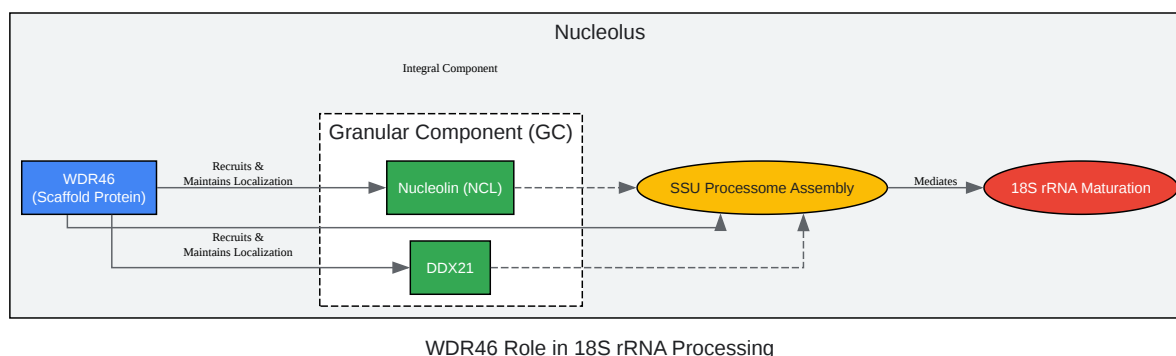 Nucleolus
Integral Component
Granular Component (GC)
WDR46
(Scaffold Protein)
Recruits &
Maintains Localization
Nucleolin (NCL)
SSU Processome Assembly
Mediates
18S rRNA Maturation
Recruits &
Maintains Localization
DDX21
WDR46 Role in 18S rRNA Processing